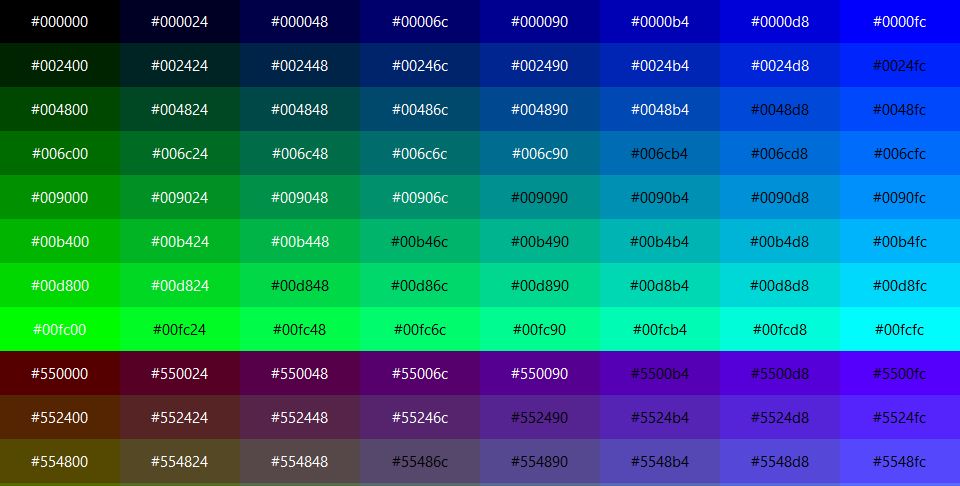 #000000 #000024 #000048 #00006c #000090 #0000b4 #0000d8 #0000fc
#002400 #002424 #002448 #00246c #002490 #0024b4 #0024d8 #0024fc
#004800 #004824 #004848 #00486c #004890 #0048b4 #0048d8 #0048fc
#006c00 #006c24 #006c48 #006c6c #006c90 #006cb4 #006cd8 #006cfc
#009000 #009024 #009048 #00906c #009090 #0090b4 #0090d8 #0090fc
#00b400 #00b424 #00b448 #00b46c #00b490 #00b4b4 #00b4d8 #00b4fc
#00d800 #00d824 #00d848 #00d86c #00d890 #00d8b4 #00d8d8 #00d8fc
#00fc00 #00fc24 #00fc48 #00fc6c #00fc90 #00fcb4 #00fcd8 #00fcfc
#550000 #550024 #550048 #55006c #550090 #5500b4 #5500d8 #5500fc
#552400 #552424 #552448 #55246c #552490 #5524b4 #5524d8 #5524fc
#554800 #554824 #554848 #55486c #554890 #5548b4 #5548d8 #5548fc